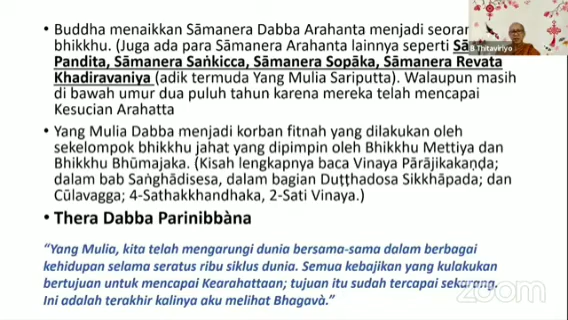 • Buddha menaikkan Sāmanera Dabba Arahanta menjadi seoran
bhikkhu. (Juga ada para Sāmanera Arahanta lainnya seperti
Pandita, Sāmanera Saṅkicca, Sāmanera Sopāka, Sāmanera Revata
Khadiravaniya (adik termuda Yang Mulia Sariputta). Walaupun masih
di bawah umur dua puluh tahun karena mereka telah mencapai
Kesucian Arahatta
• Yang Mulia Dabba menjadi korban fitnah yang dilakukan oleh
sekelompok bhikkhu jahat yang dipimpin oleh Bhikkhu Mettiya dan
Bhikkhu Bhūmajaka. (Kisah lengkapnya baca Vinaya Pārājikakaṇḍa;
dalam bab Saṅghādisesa, dalam bagian Duṭṭhadosa Sikkhāpada; dan
Cūlavagga; 4-Sathakkhandhaka, 2-Sati Vinaya.)
• Thera Dabba Parinibbàna
“Yang Mulia, kita telah mengarungi dunia bersama-sama dalam berbagai
kehidupan selama seratus ribu siklus dunia. Semua kebajikan yang kulakukan
bertujuan untuk mencapai Kearahattaan; tujuan itu sudah tercapai sekarang.
Ini adalah terakhir kalinya aku melihat Bhagavà.”
B Thitaviriyo
zoom